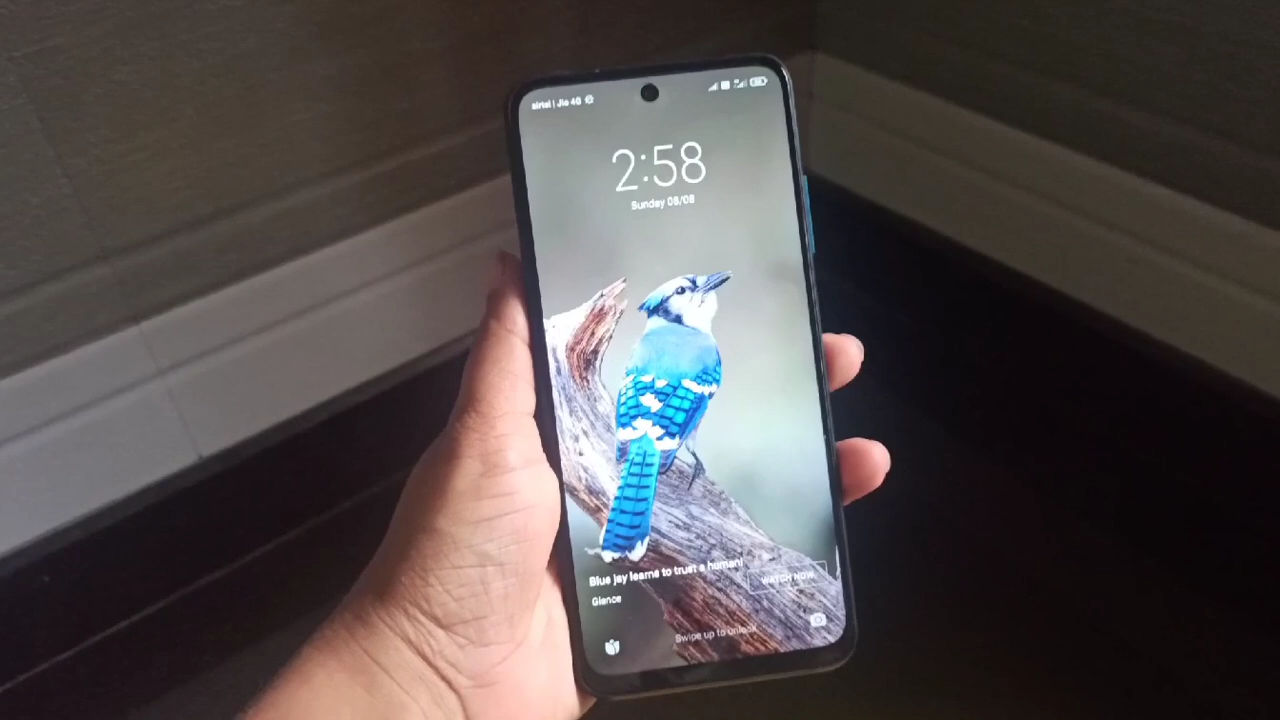 airtel | Jio 4G
2:58
Sunday 08/08
Blue jay learns to trust a human!
WATCH NOW
Glance
Swipe up to unlock